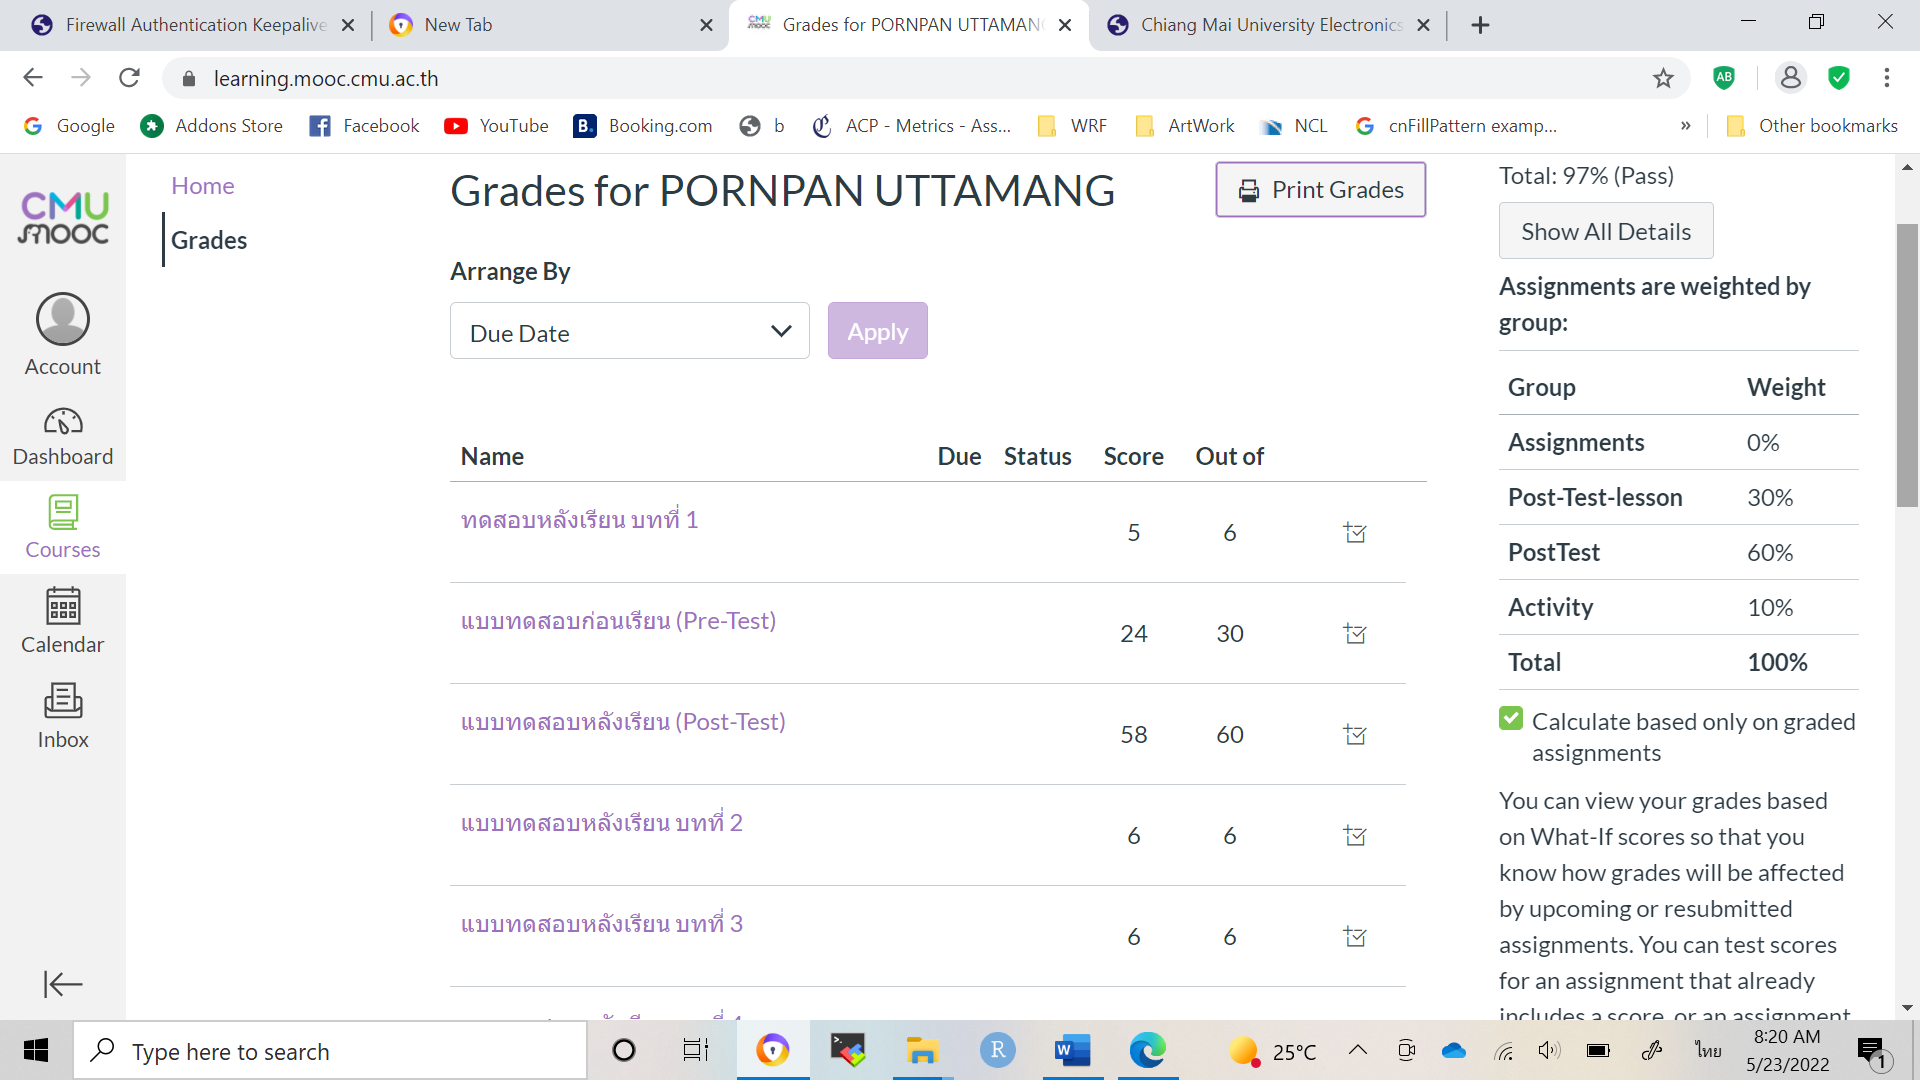 Firewall Authentication Keepalive
New Tab
Grades for PORNPAN UTTAMAN
Chiang Mai University Electronics
learning.mooc.cmu.ac.th
AB
Google
Addons Store
Facebook
YouTube
B.
Booking.com
b
ACP - Metrics - Ass...
WRF
ArtWork
NCL
cnFillPattern examp...
»
Other bookmarks
CMU
MOOC
Account
Dashboard
Courses
Calendar
Inbox
Home
Grades
Grades for PORNPAN UTTAMANG
Print Grades
Arrange By
Due Date
Apply
Name Due Status Score Out of
ทดสอบหลังเรียน บทที่ 1 5 6
แบบทดสอบก่อนเรียน (Pre-Test) 24 30
แบบทดสอบหลังเรียน (Post-Test) 58 60
แบบทดสอบหลังเรียน บทที่ 2 6 6
แบบทดสอบหลังเรียน บทที่ 3 6 6
Total: 97% (Pass)
Show All Details
Assignments are weighted by
group:
Group Weight
Assignments 0%
Post-Test-lesson 30%
PostTest 60%
Activity 10%
Total 100%
Calculate based only on graded
assignments
You can view your grades based
on What-If scores so that you
know how grades will be affected
by upcoming or resubmitted
assignments. You can test scores
for an assignment that already
includes a score, or an assignment
Type here to search
R
W
25°C
ไทย
8:20 AM
5/23/2022
1